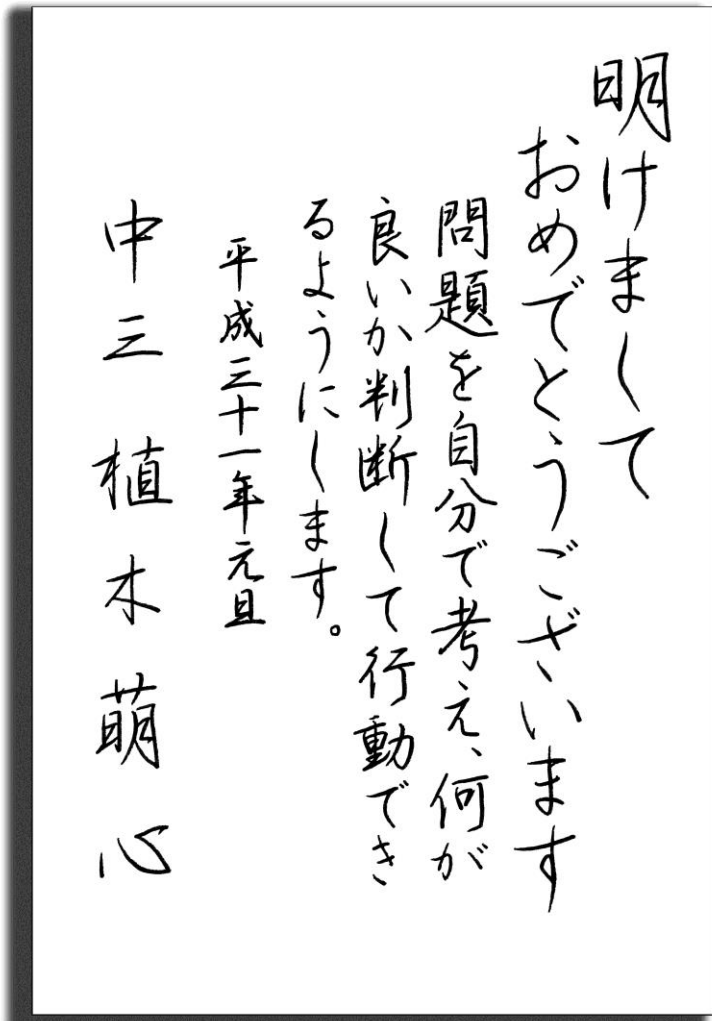 明けまして
おめでとうございます
問題を自分で考え、何が
良いか判断して行動でき
るようにします。
平成三十一年元旦
中三 植木萌心